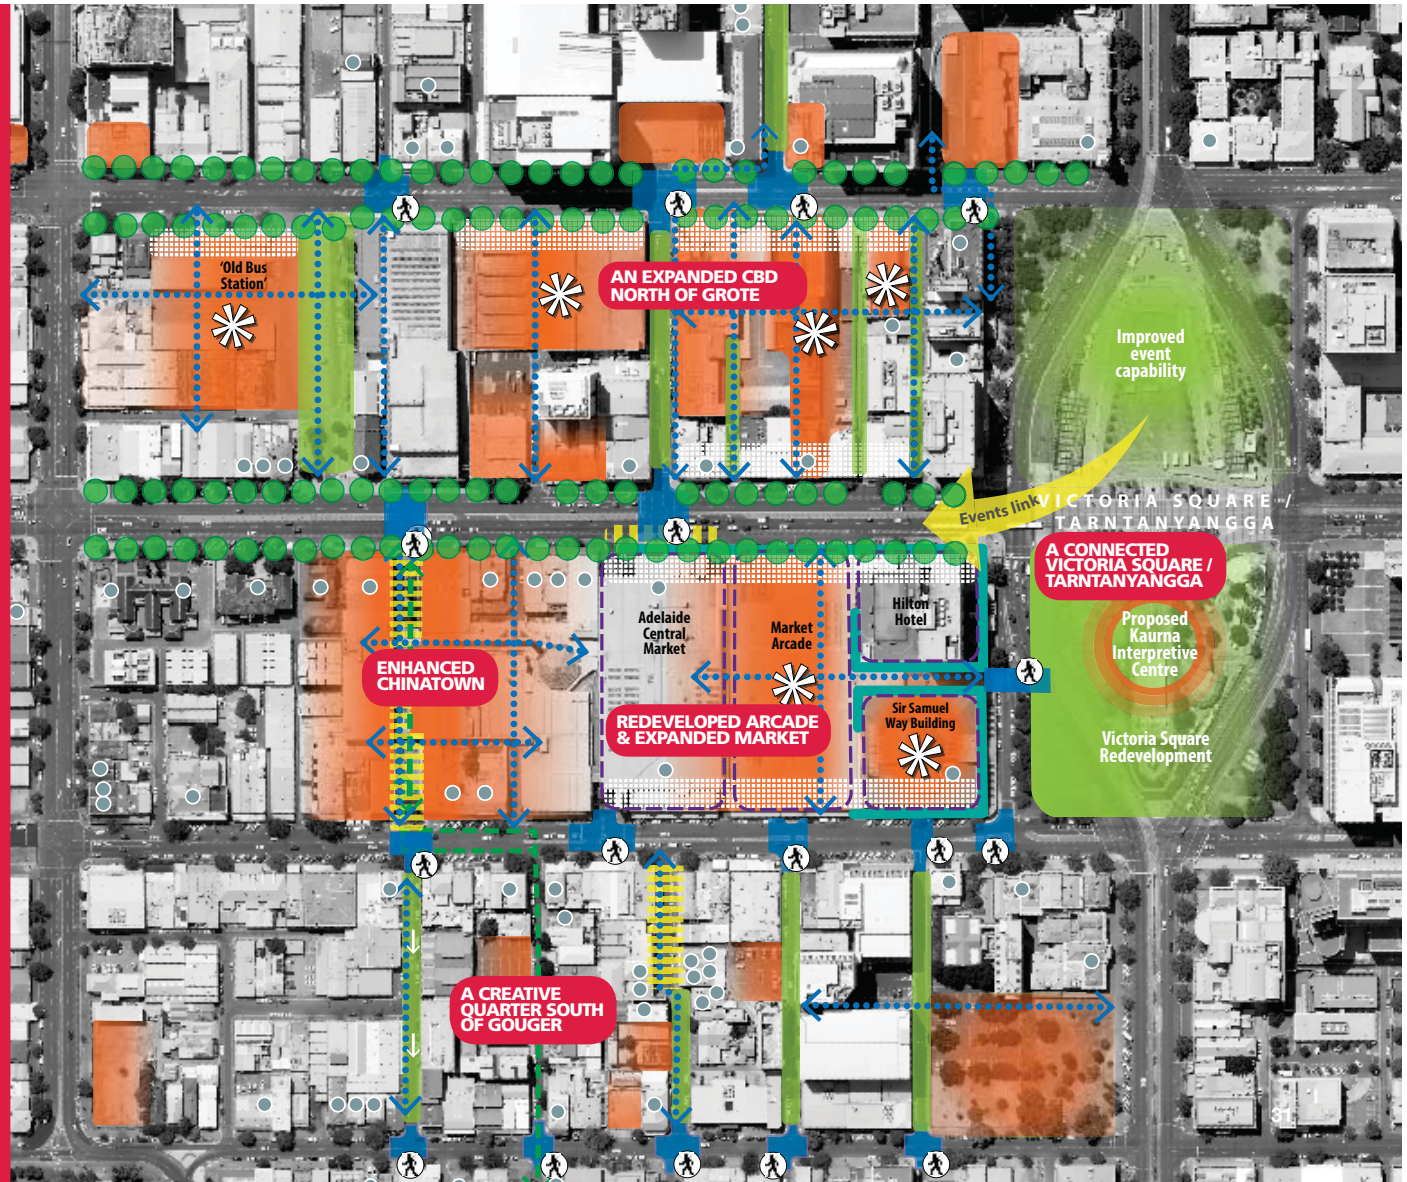 'Old Bus
Station'
AN EXPANDED CBD
NORTH OF GROTE
Improved
event
capability
Events link
VICTORIA SQUARE /
TARNTANYANGGA
A CONNECTED
VICTORIA SQUARE /
TARNTANYANGGA
Adelaide
Central
Market
Market
Arcade
Hilton
Hotel
Proposed
Kaurna
Interpretive
Centre
ENHANCED
CHINATOWN
REDEVELOPED ARCADE
& EXPANDED MARKET
Sir Samuel
Way Building
Victoria Square
Redevelopment
A CREATIVE
QUARTER SOUTH
OF GOUGER
31